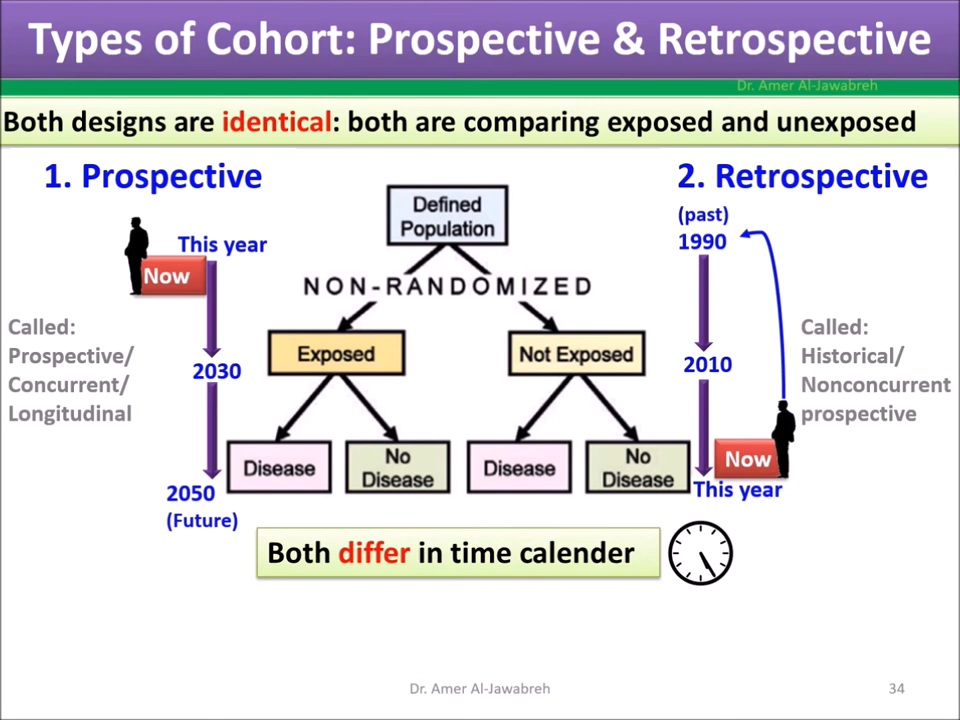 Types of Cohort: Prospective & Retrospective
Dr. Amer Al-Jawabreh
Both designs are identical: both are comparing exposed and unexposed
1. Prospective
2. Retrospective
This year
Now
2030
2050
(Future)
Called:
Prospective/
Concurrent/
Longitudinal
Defined
Population
NON-RANDOMIZED
Exposed
Not Exposed
Disease
No
Disease
Disease
No
Disease
(past)
1990
2010
Now
This year
Called:
Historical/
Nonconcurrent
prospective
Both differ in time calender
Dr. Amer Al-Jawabreh
34